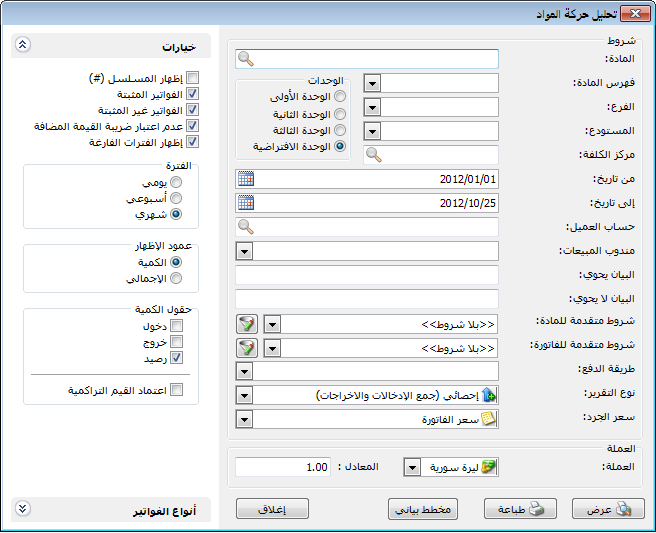 تحليل حركة المواد
شروط
المادة:
فهرس المادة:
الفرع:
المستودع:
مركز الكلفة:
الوحدات
الوحدة الأولى
الوحدة الثانية
الوحدة الثالثة
الوحدة الافتراضية
من تاريخ: 2012/01/01
إلى تاريخ: 2012/10/25
حساب العميل:
مندوب المبيعات:
البيان يحوي:
البيان لا يحوي:
شروط متقدمة للمادة: <<بلا شروط>>
شروط متقدمة للفاتورة: <<بلا شروط>>
طريقة الدفع:
نوع التقرير: إحصائي (جمع الإدخالات والاخراجات)
سعر الجرد: سعر الفاتورة
العملة
العملة: ليرة سورية المعادل : 1.00
عرض طباعة مخطط بياني إغلاق
خيارات
إظهار المسلسل (#)
الفواتير المثبتة
الفواتير غير المثبتة
عدم اعتبار ضريبة القيمة المضافة
إظهار الفترات الفارغة
الفترة
يومي
أسبوعي
شهري
عمود الإظهار
الكمية
الإجمالي
حقول الكمية
دخول
خروج
رصيد
اعتماد القيم التراكمية
أنواع الفواتير